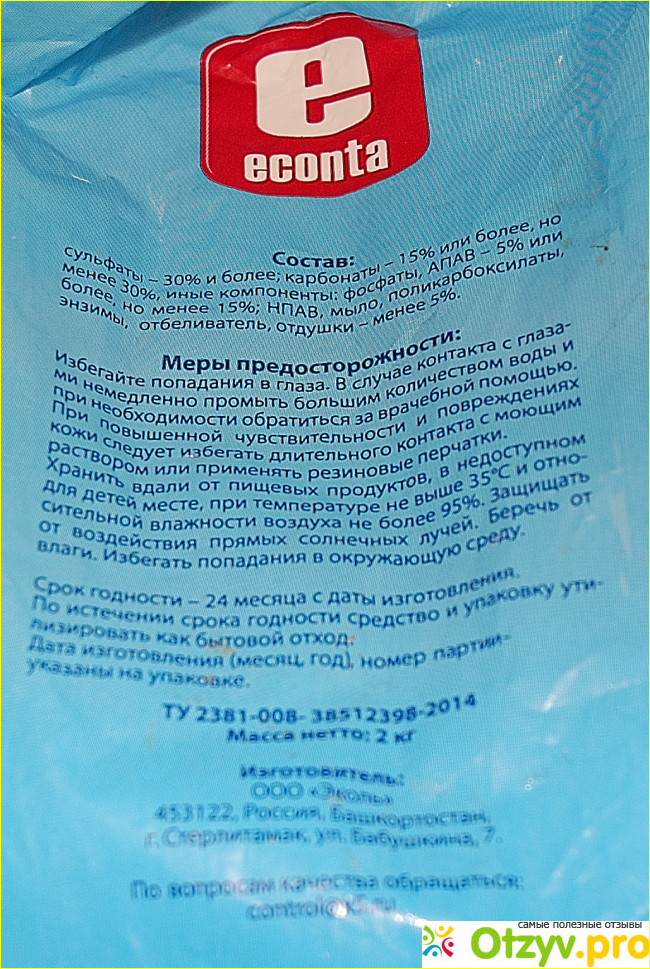 e
econta
Состав:
сульфаты – 30% и более; карбонаты – 15% или более, но
менее 30%, иные компоненты: фосфаты, АПАВ – 5% или
более, но менее 15%; НПАВ, мыло, поликарбоксилаты,
энзимы, отбеливатель, отдушки – менее 5%.
Меры предосторожности:
Избегайте попадания в глаза. В случае контакта с глаза-
ми немедленно промыть большим количеством воды и
при необходимости обратиться за врачебной помощью.
При повышенной чувствительности и повреждениях
кожи следует избегать длительного контакта с моющим
раствором или применять резиновые перчатки.
Хранить вдали от пищевых продуктов, в недоступном
для детей месте, при температуре не выше 35°С и отно-
сительной влажности воздуха не более 95%. Защищать
от воздействия прямых солнечных лучей. Беречь от
влаги. Избегать попадания в окружающую среду.
Срок годности – 24 месяца с даты изготовления.
По истечении срока годности средство и упаковку ути-
лизировать как бытовой отход.
Дата изготовления (месяц, год), номер партии-
указаны на упаковке.
ТУ 2381-008- 38512398-2014
Масса нетто: 2 кг
Изготовитель:
ООО «Эколь»
453122, Россия, Башкортостан,
г. Стерлитамак, ул. Бабушкина, 7.
По вопросам качества обращаться:
control@x5.ru
самые полезные отзывы
Otzyv.pro